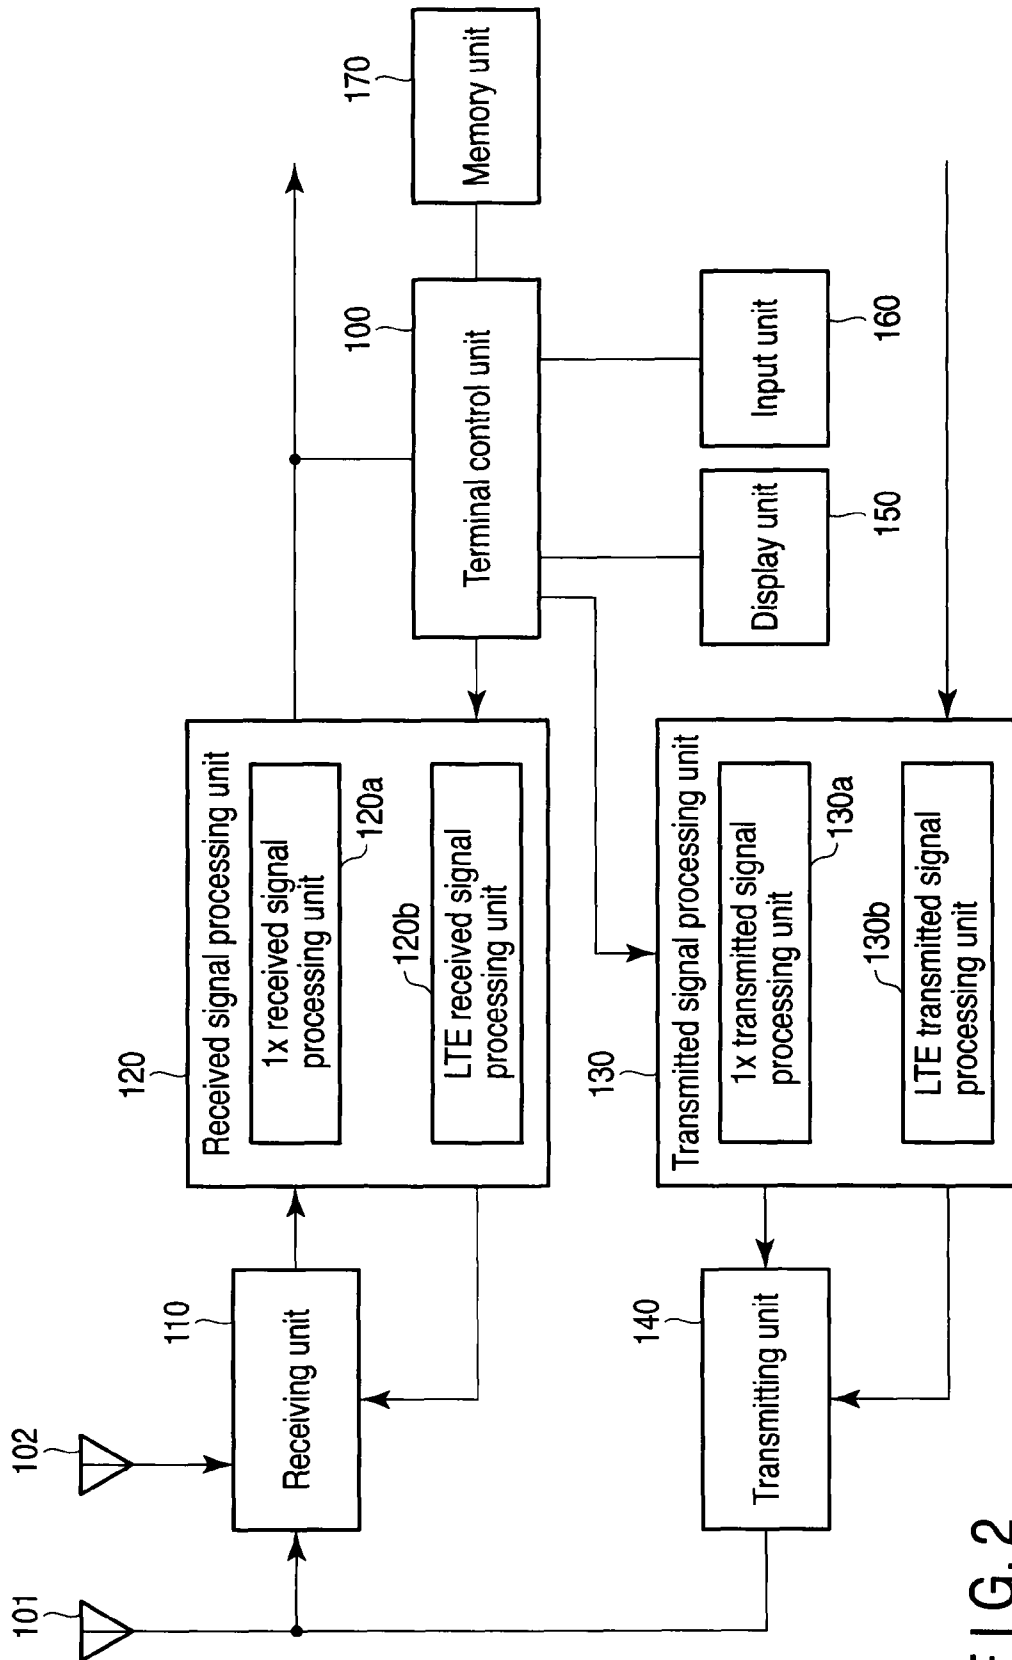 101
102
110
Receiving unit
120
Received signal processing unit
1x received signal
processing unit
120a
120b
LTE received signal
processing unit
100
Terminal control unit
170
Memory unit
140
Transmitting unit
130
Transmitted signal processing unit
1x transmitted signal
processing unit
130a
130b
LTE transmitted signal
processing unit
Display unit
150
Input unit
160
FIG. 2